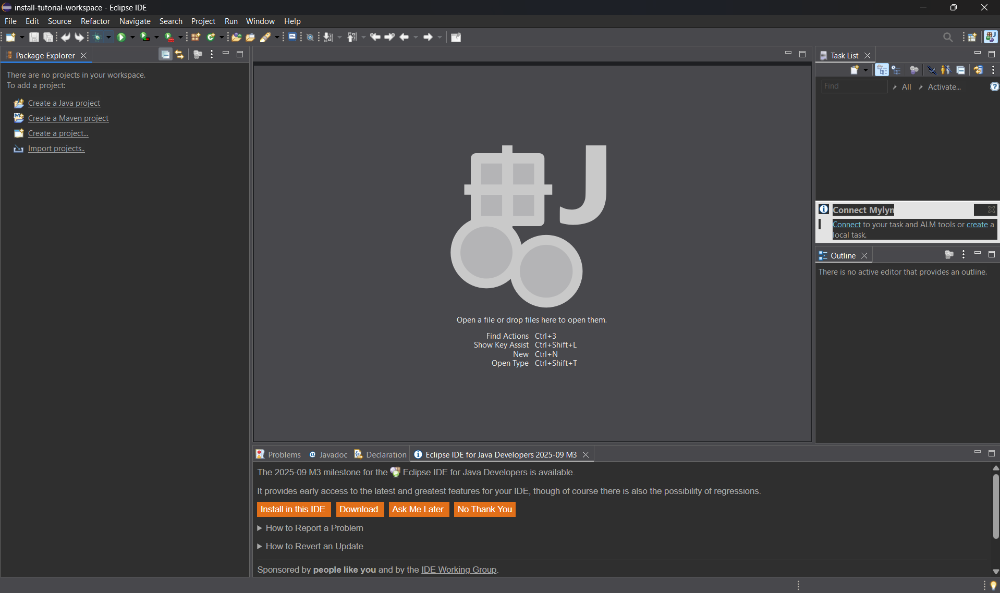 install-tutorial-workspace - Eclipse IDE
File Edit Source Refactor Navigate Search Project Run Window Help
Package Explorer
There are no projects in your workspace.
To add a project:
Create a Java project
Create a Maven project
Create a project...
Import projects..
J
Open a file or drop files here to open them.
Find Actions Ctrl+3
Show Key Assist Ctrl+Shift+L
New Ctrl+N
Open Type Ctrl+Shift+T
Task List
Find All Activate...
Connect Mylyn
Connect to your task and ALM tools or create a
local task.
Outline
There is no active editor that provides an outline.
Problems Javadoc Declaration Eclipse IDE for Java Developers 2025-09 M3
The 2025-09 M3 milestone for the Eclipse IDE for Java Developers is available.
It provides early access to the latest and greatest features for your IDE, though of course there is also the possibility of regressions.
Install in this IDE Download Ask Me Later No Thank You
How to Report a Problem
How to Revert an Update
Sponsored by people like you and by the IDE Working Group.